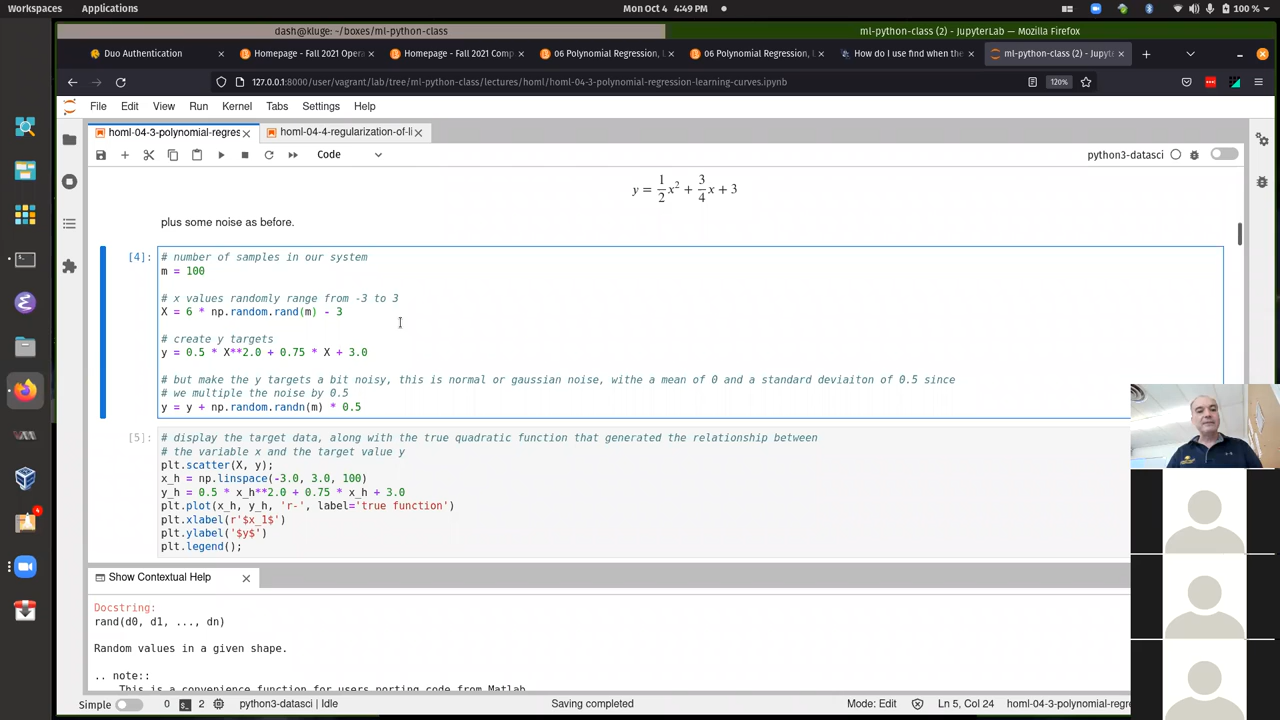 Workspaces Applications Mon Oct 4 4:49 PM 100 %
dash@kluge: ~/boxes/ml-python-class ml-python-class (2) - JupyterLab — Mozilla Firefox
Duo Authentication Homepage - Fall 2021 Oper Homepage - Fall 2021 Comp 06 Polynomial Regression, L 06 Polynomial Regression, L How do I use find when the ml-python-class (2) - Jupyte
127.0.0.1:8000/user/vagrant/lab/tree/ml-python-class/lectures/homl/homl-04-3-polynomial-regression-learning-curves.ipynb 120%
File Edit View Run Kernel Tabs Settings Help
homl-04-3-polynomial-regres homl-04-4-regularization-of-li
Code python3-datasci
y = 1/2 x² + 3/4 x + 3
plus some noise as before.
[4]: # number of samples in our system
m = 100
# x values randomly range from -3 to 3
X = 6 * np.random.rand(m) - 3
# create y targets
y = 0.5 * X**2.0 + 0.75 * X + 3.0
# but make the y targets a bit noisy, this is normal or gaussian noise, withe a mean of 0 and a standard deviaiton of 0.5 since
# we multiple the noise by 0.5
y = y + np.random.randn(m) * 0.5
[5]: # display the target data, along with the true quadratic function that generated the relationship between
# the variable x and the target value y
plt.scatter(X, y);
x_h = np.linspace(-3.0, 3.0, 100)
y_h = 0.5 * x_h**2.0 + 0.75 * x_h + 3.0
plt.plot(x_h, y_h, 'r-', label='true function')
plt.xlabel(r'$x_1$')
plt.ylabel('$y$')
plt.legend();
Show Contextual Help
Docstring:
rand(d0, d1, ..., dn)
Random values in a given shape.
.. note::
This is a convenience function for users porting code from Matlab
Simple 0 2 python3-datasci | Idle Saving completed Mode: Edit Ln 5, Col 24 homl-04-3-polynomial-regre